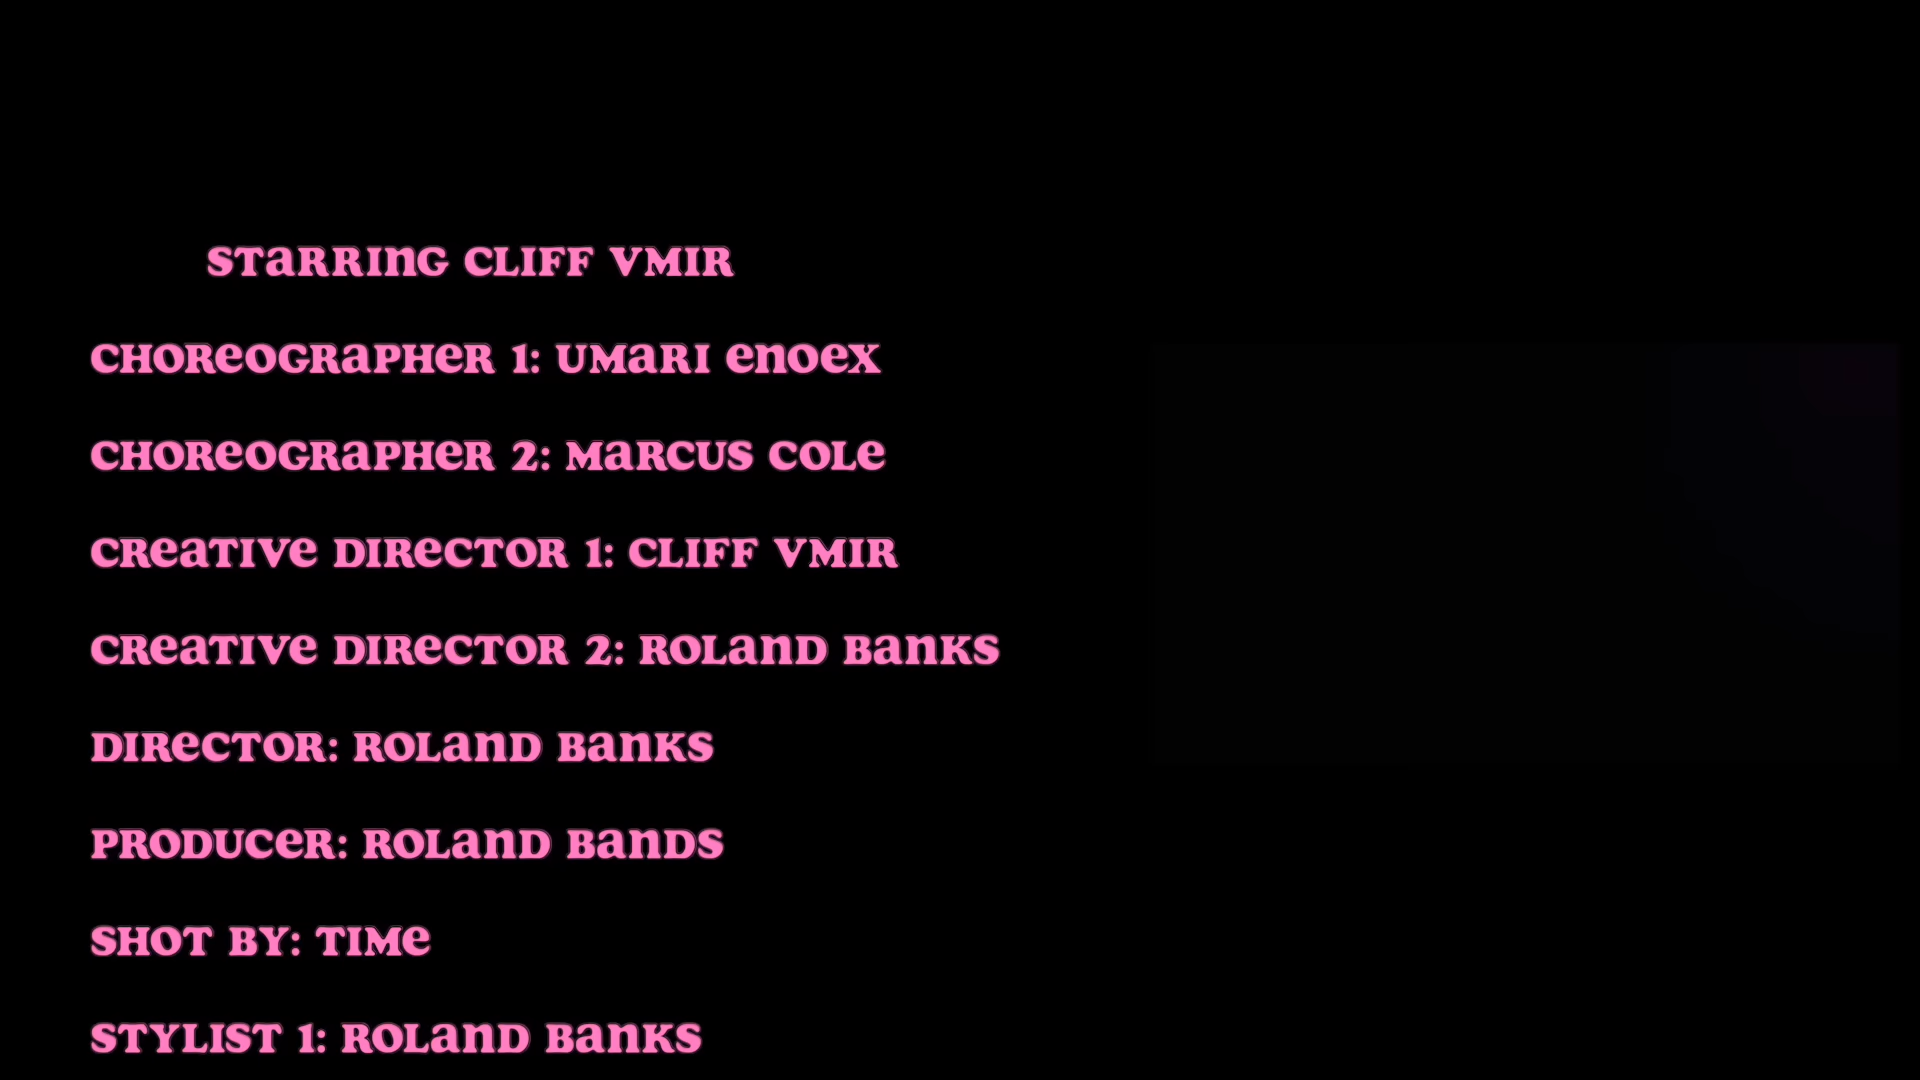 STARRING CLIFF VMIR
CHOREOGRAPHER 1: UMARI ENOEX
CHOREOGRAPHER 2: MARCUS COLE
CREATIVE DIRECTOR 1: CLIFF VMIR
CREATIVE DIRECTOR 2: ROLAND BANKS
DIRECTOR: ROLAND BANKS
PRODUCER: ROLAND BANDS
SHOT BY: TIME
STYLIST 1: ROLAND BANKS